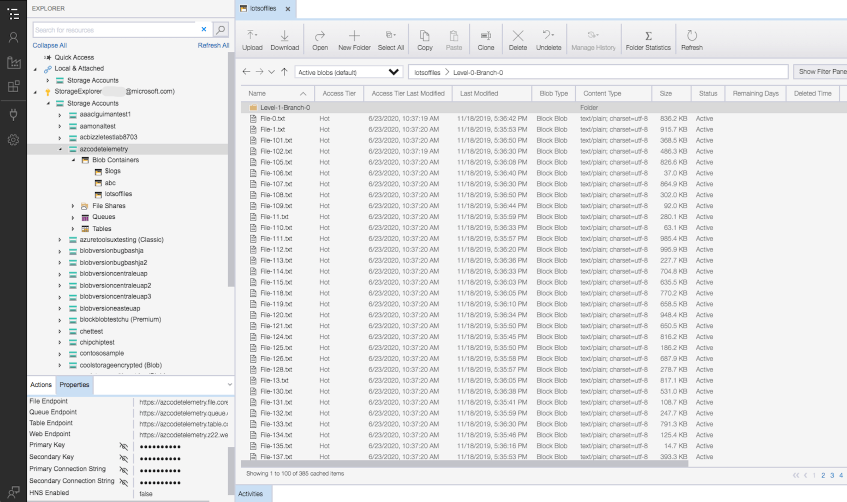 EXPLORER
Search for resources
Collapse All
Refresh All
Quick Access
Local & Attached
Storage Accounts
StorageExplorer @microsoft.com)
Storage Accounts
aaaclguimantest1
aamonaltest
acbizzletestlab8703
azcodetelemetry
Blob Containers
$logs
abc
lotsoffiles
File Shares
Queues
Tables
azuretoolsuxtesting (Classic)
blobversionbugbashja
blobversionbugbashja2
blobversioncentraleuap
blobversioncentraleuap2
blobversioncentraleuap3
blobversioneasteuap
blockblobtestchu (Premium)
chettest
chipchiptest
contososample
coolstorageencrypted (Blob)
Actions Properties
File Endpoint https://azcodetelemetry.file.core
Queue Endpoint https://azcodetelemetry.queue.
Table Endpoint https://azcodetelemetry.table.c
Web Endpoint https://azcodetelemetry.z22.we
Primary Key
Secondary Key
Primary Connection String
Secondary Connection String
HNS Enabled false
lotsoffiles
Upload Download Open New Folder Select All Copy Paste Clone Delete Undelete Manage History Folder Statistics Refresh
Active blobs (default)
lotsoffiles Level-0-Branch-0
Show Filter Pane
Name Access Tier Access Tier Last Modified Last Modified Blob Type Content Type Size Status Remaining Days Deleted Time
Level-1-Branch-0 Folder
File-0.txt Hot 6/23/2020, 10:37:19 AM 11/18/2019, 5:36:42 PM Block Blob text/plain; charset=utf-8 836.2 KB Active
File-1.txt Hot 6/23/2020, 10:37:20 AM 11/18/2019, 5:35:53 PM Block Blob text/plain; charset=utf-8 915.7 KB Active
File-101.txt Hot 6/23/2020, 10:37:20 AM 11/18/2019, 5:35:50 PM Block Blob text/plain; charset=utf-8 368.5 KB Active
File-102.txt Hot 6/23/2020, 10:37:19 AM 11/18/2019, 5:36:30 PM Block Blob text/plain; charset=utf-8 486.3 KB Active
File-105.txt Hot 6/23/2020, 10:37:20 AM 11/18/2019, 5:36:08 PM Block Blob text/plain; charset=utf-8 826.6 KB Active
File-106.txt Hot 6/23/2020, 10:37:20 AM 11/18/2019, 5:36:40 PM Block Blob text/plain; charset=utf-8 37.0 KB Active
File-107.txt Hot 6/23/2020, 10:37:20 AM 11/18/2019, 5:36:30 PM Block Blob text/plain; charset=utf-8 864.9 KB Active
File-108.txt Hot 6/23/2020, 10:37:20 AM 11/18/2019, 5:36:50 PM Block Blob text/plain; charset=utf-8 302.0 KB Active
File-109.txt Hot 6/23/2020, 10:37:20 AM 11/18/2019, 5:36:44 PM Block Blob text/plain; charset=utf-8 92.0 KB Active
File-11.txt Hot 6/23/2020, 10:37:20 AM 11/18/2019, 5:35:59 PM Block Blob text/plain; charset=utf-8 280.1 KB Active
File-110.txt Hot 6/23/2020, 10:37:20 AM 11/18/2019, 5:36:33 PM Block Blob text/plain; charset=utf-8 63.1 KB Active
File-111.txt Hot 6/23/2020, 10:37:20 AM 11/18/2019, 5:35:57 PM Block Blob text/plain; charset=utf-8 985.4 KB Active
File-112.txt Hot 6/23/2020, 10:37:20 AM 11/18/2019, 5:36:20 PM Block Blob text/plain; charset=utf-8 996.9 KB Active
File-113.txt Hot 6/23/2020, 10:37:20 AM 11/18/2019, 5:36:36 PM Block Blob text/plain; charset=utf-8 227.7 KB Active
File-114.txt Hot 6/23/2020, 10:37:20 AM 11/18/2019, 5:36:33 PM Block Blob text/plain; charset=utf-8 704.8 KB Active
File-115.txt Hot 6/23/2020, 10:37:20 AM 11/18/2019, 5:36:03 PM Block Blob text/plain; charset=utf-8 635.5 KB Active
File-118.txt Hot 6/23/2020, 10:37:20 AM 11/18/2019, 5:36:05 PM Block Blob text/plain; charset=utf-8 770.2 KB Active
File-119.txt Hot 6/23/2020, 10:37:20 AM 11/18/2019, 5:36:10 PM Block Blob text/plain; charset=utf-8 658.5 KB Active
File-120.txt Hot 6/23/2020, 10:37:20 AM 11/18/2019, 5:36:34 PM Block Blob text/plain; charset=utf-8 948.4 KB Active
File-121.txt Hot 6/23/2020, 10:37:20 AM 11/18/2019, 5:35:50 PM Block Blob text/plain; charset=utf-8 650.5 KB Active
File-124.txt Hot 6/23/2020, 10:37:20 AM 11/18/2019, 5:35:45 PM Block Blob text/plain; charset=utf-8 816.2 KB Active
File-125.txt Hot 6/23/2020, 10:37:20 AM 11/18/2019, 5:35:50 PM Block Blob text/plain; charset=utf-8 186.2 KB Active
File-126.txt Hot 6/23/2020, 10:37:20 AM 11/18/2019, 5:35:58 PM Block Blob text/plain; charset=utf-8 687.9 KB Active
File-128.txt Hot 6/23/2020, 10:37:20 AM 11/18/2019, 5:35:57 PM Block Blob text/plain; charset=utf-8 278.7 KB Active
File-13.txt Hot 6/23/2020, 10:37:20 AM 11/18/2019, 5:36:05 PM Block Blob text/plain; charset=utf-8 817.1 KB Active
File-130.txt Hot 6/23/2020, 10:37:20 AM 11/18/2019, 5:36:38 PM Block Blob text/plain; charset=utf-8 531.0 KB Active
File-131.txt Hot 6/23/2020, 10:37:20 AM 11/18/2019, 5:35:41 PM Block Blob text/plain; charset=utf-8 108.7 KB Active
File-132.txt Hot 6/23/2020, 10:37:20 AM 11/18/2019, 5:35:59 PM Block Blob text/plain; charset=utf-8 247.7 KB Active
File-133.txt Hot 6/23/2020, 10:37:20 AM 11/18/2019, 5:36:30 PM Block Blob text/plain; charset=utf-8 791.3 KB Active
File-134.txt Hot 6/23/2020, 10:37:20 AM 11/18/2019, 5:35:46 PM Block Blob text/plain; charset=utf-8 125.4 KB Active
File-135.txt Hot 6/23/2020, 10:37:20 AM 11/18/2019, 5:36:16 PM Block Blob text/plain; charset=utf-8 14.7 KB Active
File-137.txt Hot 6/23/2020, 10:37:20 AM 11/18/2019, 5:35:53 PM Block Blob text/plain; charset=utf-8 393.3 KB Active
Showing 1 to 100 of 385 cached items
1 2 3 4
Activities